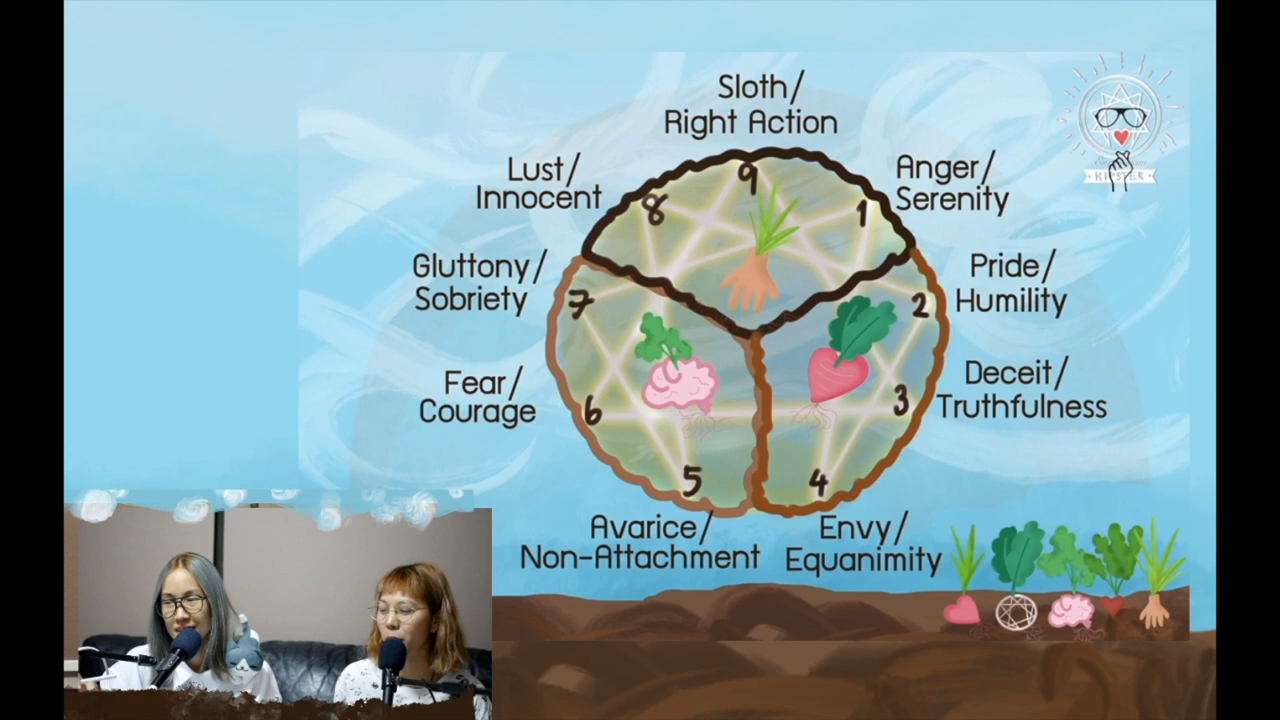 Sloth/
Right Action
Lust/
Innocent
Anger/
Serenity
9
8
1
Gluttony/
Sobriety
Pride/
Humility
7
2
Fear/
Courage
Deceit/
Truthfulness
6
3
5
4
Avarice/
Non-Attachment
Envy/
Equanimity
HIPSTER